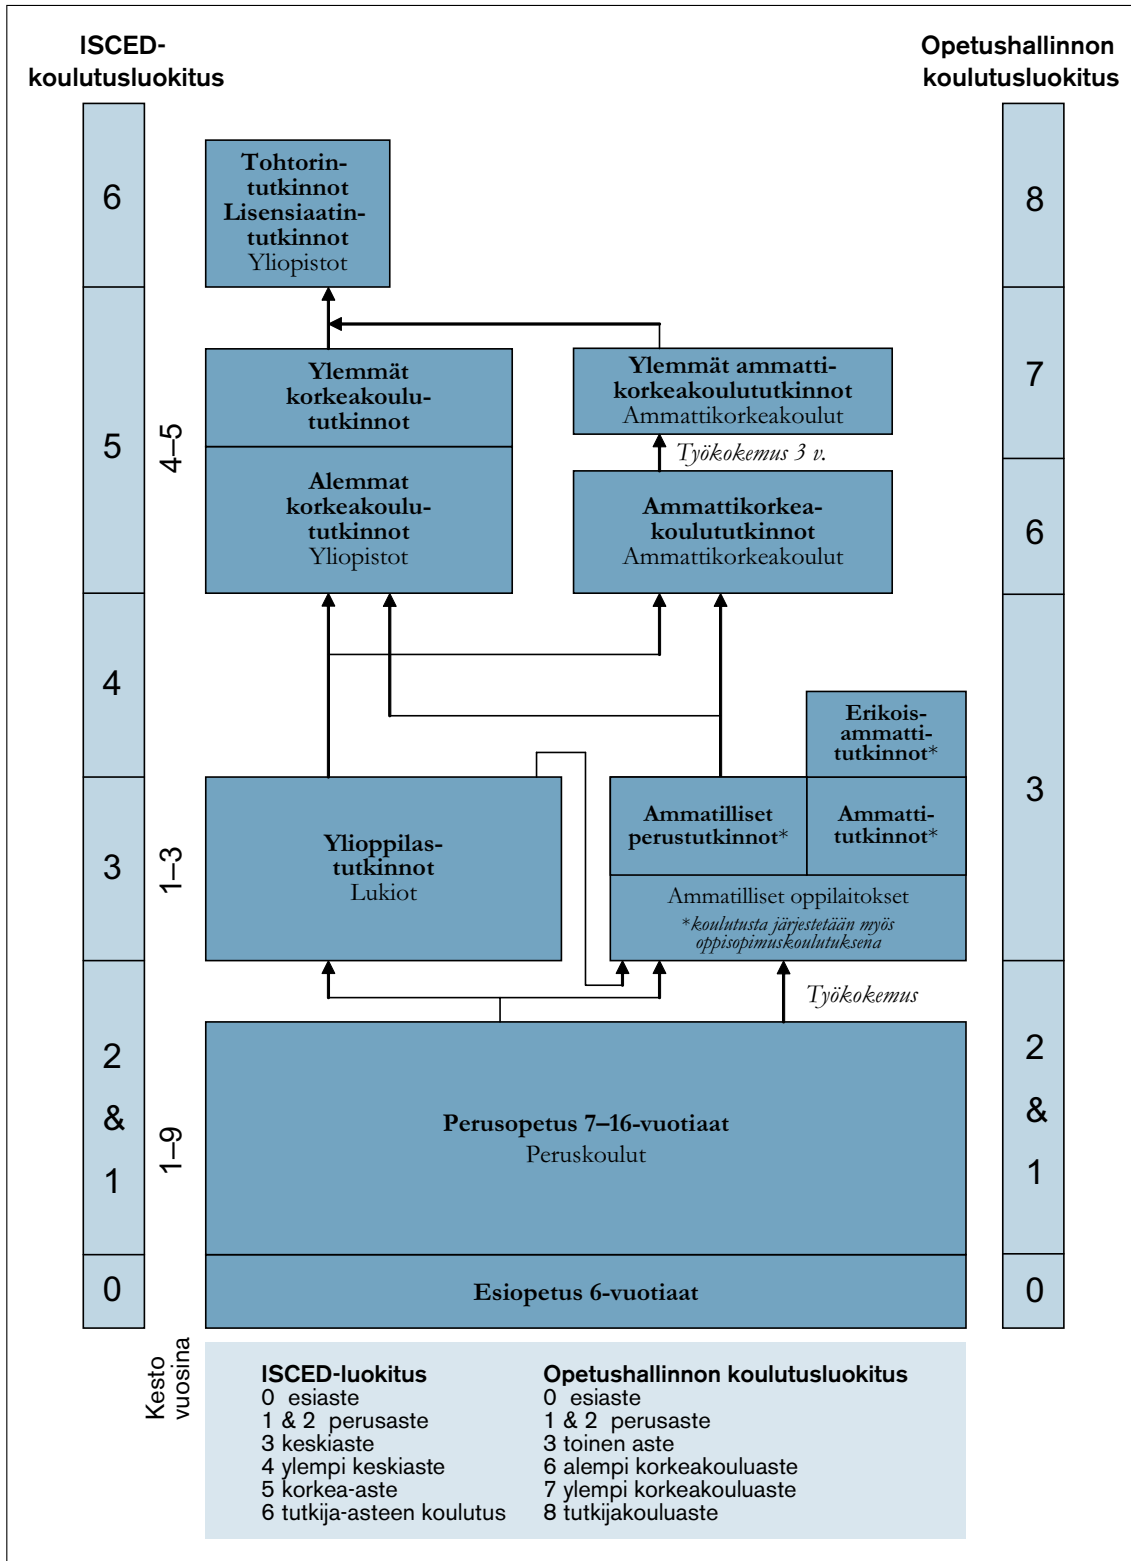 ISCED-
koulutusluokitus
Opetushallinnon
koulutusluokitus
6
5
4
3
2
&
1
0
4–5
1–3
1–9
Kesto
vuosina
Tohtorin-
tutkinnot
Lisensiaatin-
tutkinnot
Yliopistot
Ylemmät
korkeakoulu-
tutkinnot
Alemmat
korkeakoulu-
tutkinnot
Yliopistot
Ylemmät ammatti-
korkeakoulututkinnot
Ammattikorkeakoulut
Työkokemus 3 v.
Ammattikorkea-
koulututkinnot
Ammattikorkeakoulut
Erikois-
ammatti-
tutkinnot*
Ylioppilas-
tutkinnot
Lukiot
Ammatilliset
perustutkinnot*
Ammatti-
tutkinnot*
Ammatilliset oppilaitokset
*koulutusta järjestetään myös
oppisopimuskoulutuksena
Työkokemus
Perusopetus 7–16-vuotiaat
Peruskoulut
Esiopetus 6-vuotiaat
8
7
6
3
2
&
1
0
ISCED-luokitus
0 esiaste
1 & 2 perusaste
3 keskiaste
4 ylempi keskiaste
5 korkea-aste
6 tutkija-asteen koulutus
Opetushallinnon koulutusluokitus
0 esiaste
1 & 2 perusaste
3 toinen aste
6 alempi korkeakouluaste
7 ylempi korkeakouluaste
8 tutkijakouluaste